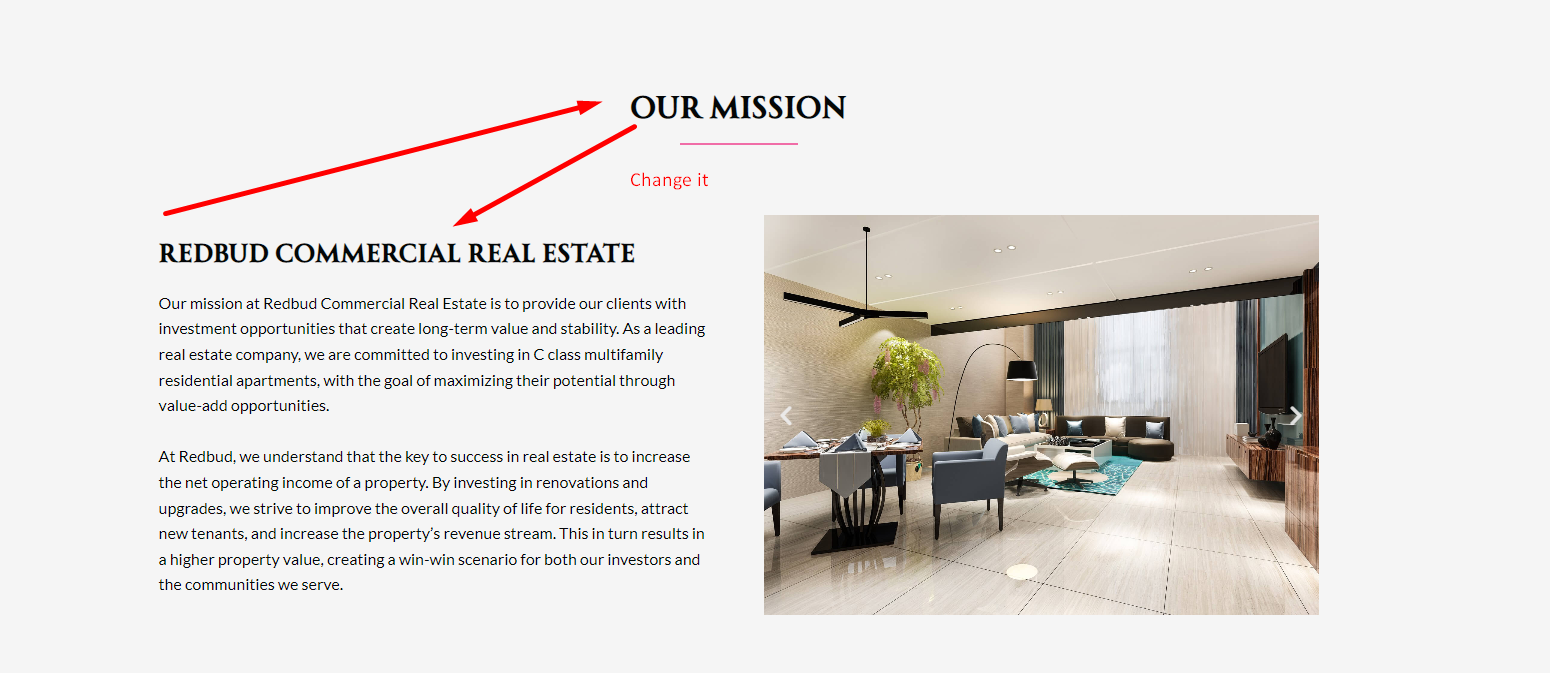 OUR MISSION
Change it
REDBUD COMMERCIAL REAL ESTATE
Our mission at Redbud Commercial Real Estate is to provide our clients with
investment opportunities that create long-term value and stability. As a leading
real estate company, we are committed to investing in C class multifamily
residential apartments, with the goal of maximizing their potential through
value-add opportunities.
At Redbud, we understand that the key to success in real estate is to increase
the net operating income of a property. By investing in renovations and
upgrades, we strive to improve the overall quality of life for residents, attract
new tenants, and increase the property’s revenue stream. This in turn results in
a higher property value, creating a win-win scenario for both our investors and
the communities we serve.